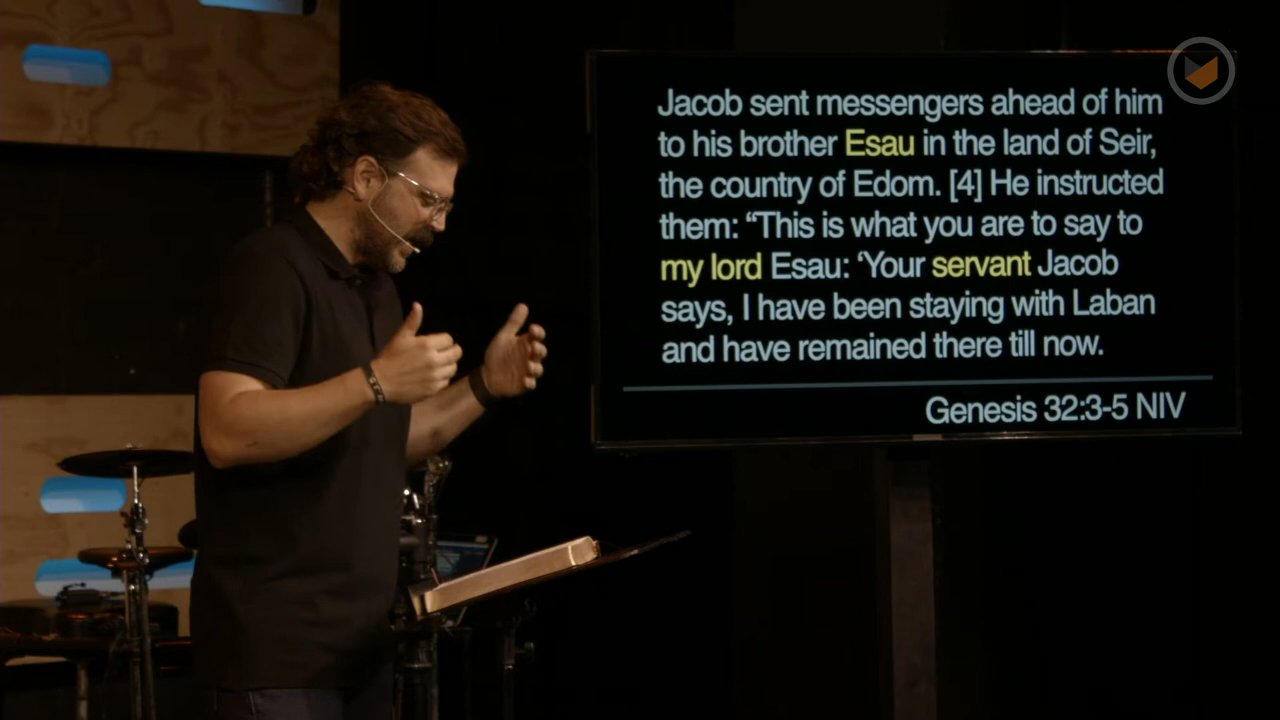 Jacob sent messengers ahead of him
to his brother Esau in the land of Seir,
the country of Edom. [4] He instructed
them: “This is what you are to say to
my lord Esau: ‘Your servant Jacob
says, I have been staying with Laban
and have remained there till now.
Genesis 32:3-5 NIV